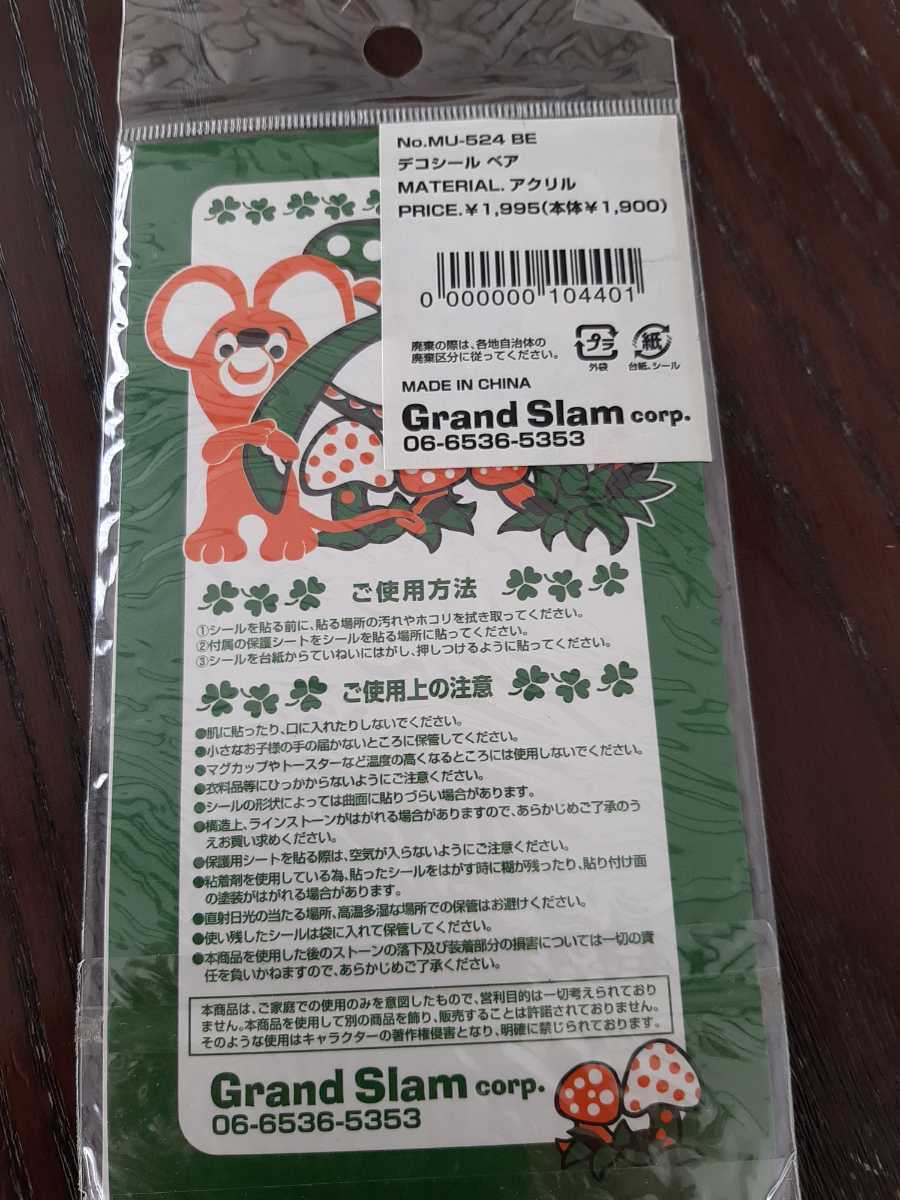 No.MU-524 BE
デコシール ベア
MATERIAL.アクリル
PRICE.¥1,995(本体¥1,900)
0 000000 104401
廃棄の際は、各地自治体の
廃棄区分に従ってください。
プラ
外袋
紙
台紙、シール
MADE IN CHINA
Grand Slam corp.
06-6536-5353
ご使用方法
①シールを貼る前に、貼る場所の汚れやホコリを拭き取ってください。
②付属の保護シートをシールを貼る場所に貼ってください。
③シールを台紙からていねいにはがし、押しつけるように貼ってください。
ご使用上の注意
●肌に貼ったり、口に入れたりしないでください。
●小さなお子様の手の届かないところに保管してください。
●マグカップやトースターなど温度の高くなるところには使用しないでください。
●衣料品等にひっかからないようにご注意ください。
●シールの形状によっては曲面に貼りづらい場合があります。
●構造上、ラインストーンがはがれる場合がありますので、あらかじめご了承のう
えお買い求めください。
●保護用シートを貼る際は、空気が入らないようにご注意ください。
●粘着剤を使用している為、貼ったシールをはがす時に糊が残ったり、貼り付け面
の塗装がはがれる場合があります。
●直射日光の当たる場所、高温多湿な場所での保管はお避けください。
●使い残したシールは袋に入れて保管してください。
●本商品を使用した後のストーンの落下及び装着部分の損害については一切の責
任を負いかねますので、あらかじめご了承ください。
本商品は、ご家庭での使用のみを意図したもので、営利目的は一切考えられており
ません。本商品を使用して別の商品を飾り、販売することは許諾されておりません。
そのような使用はキャラクターの著作権侵害となり、明確に禁じられております。
Grand Slam corp.
06-6536-5353